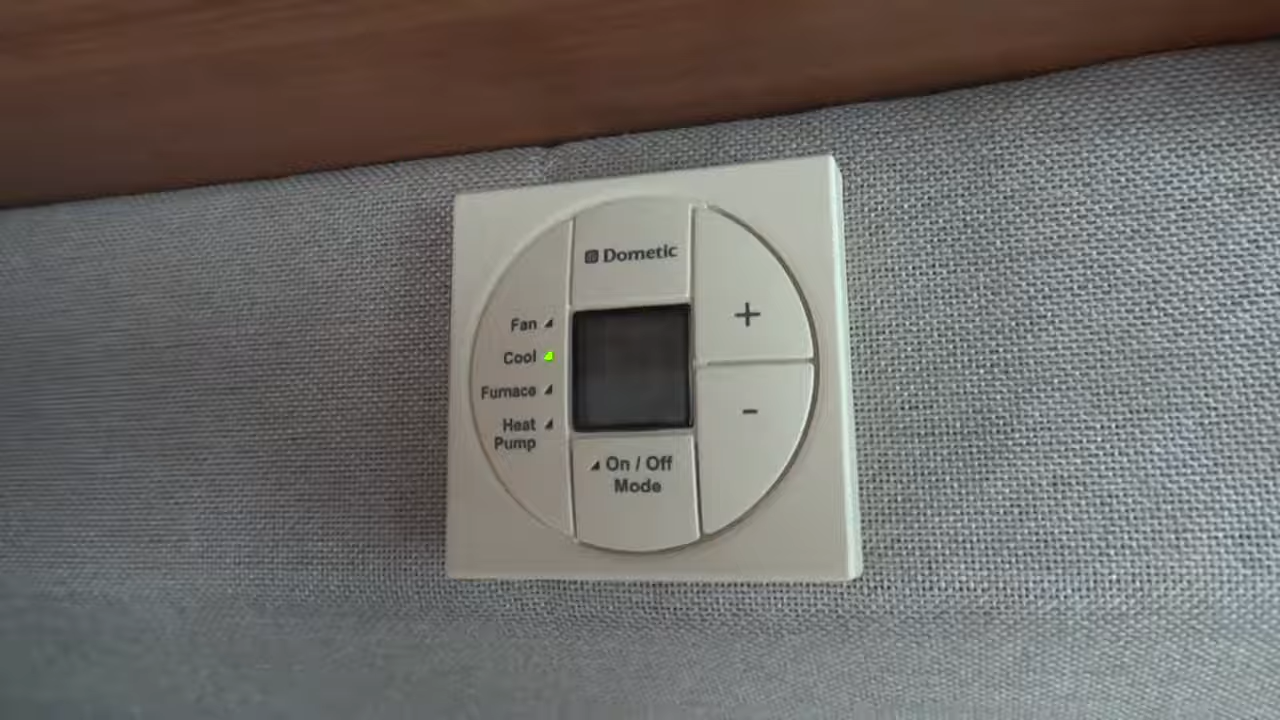 Dometic
Fan
Cool
Furnace
Heat
Pump
+
-
On / Off
Mode